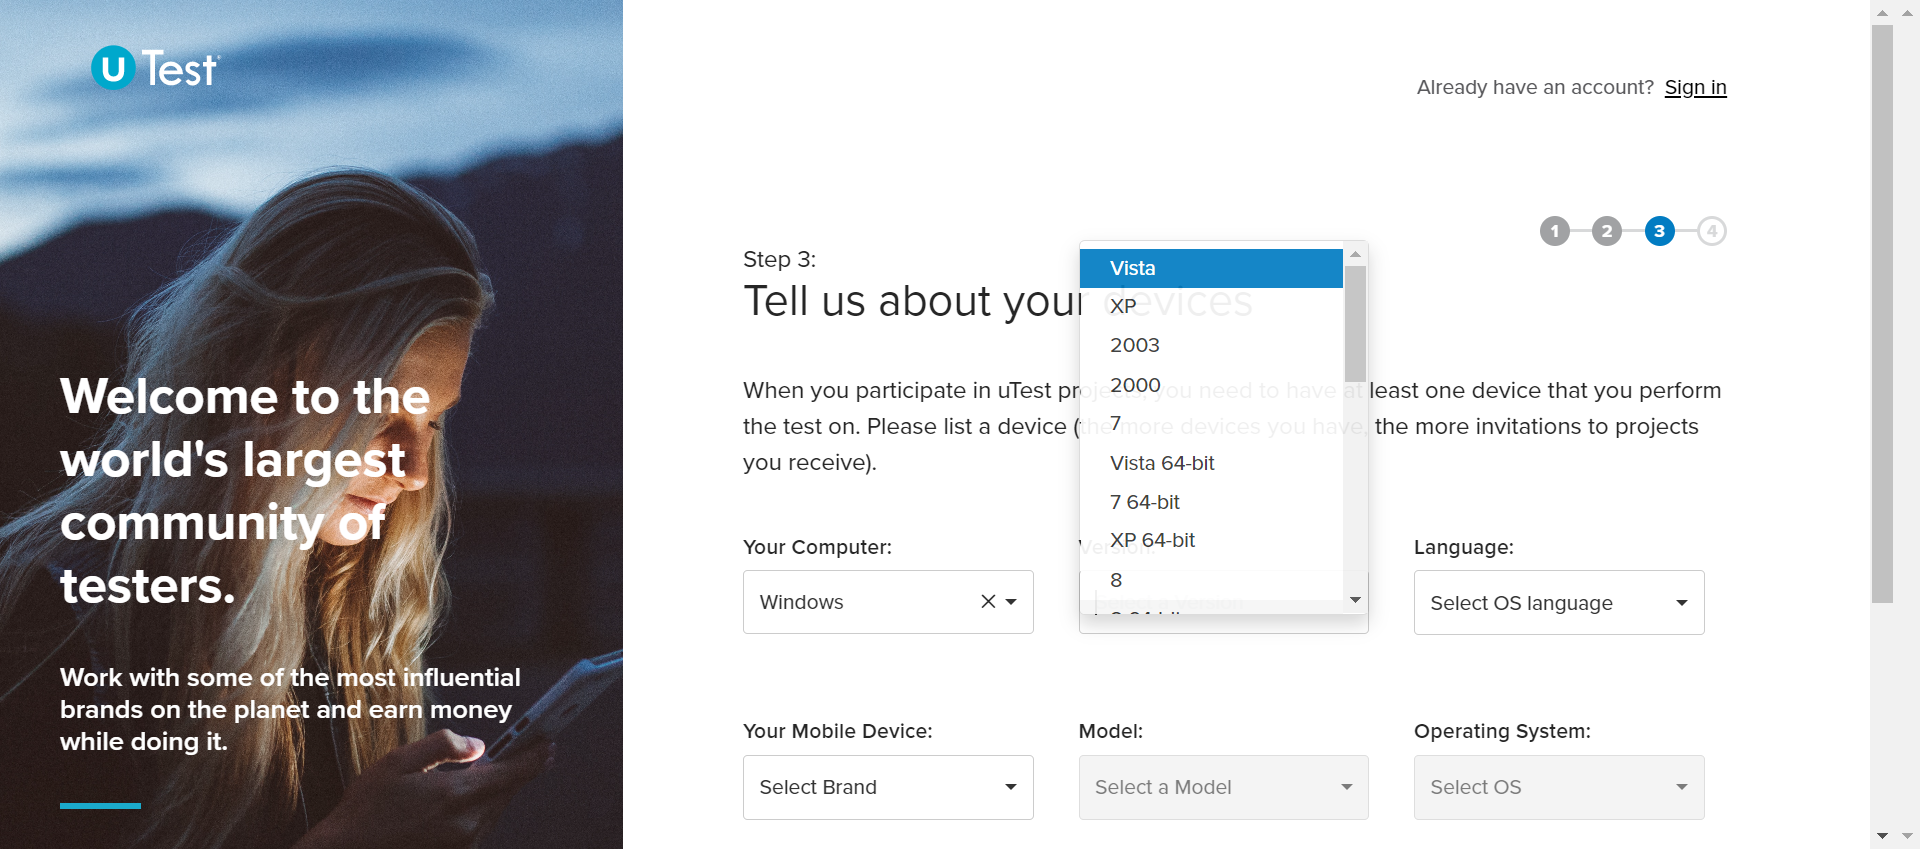 u Test
Already have an account? Sign in
1 2 3 4
Step 3:
Tell us about your devices
When you participate in uTest projects, you need to have at least one device that you perform
the test on. Please list a device (the more devices you have, the more invitations to projects
you receive).
Vista
XP
2003
2000
7
Vista 64-bit
7 64-bit
XP 64-bit
8
Your Computer:
Version:
Language:
Windows
Select OS language
Your Mobile Device:
Model:
Operating System:
Select Brand
Select a Model
Select OS
Welcome to the
world's largest
community of
testers.
Work with some of the most influential
brands on the planet and earn money
while doing it.